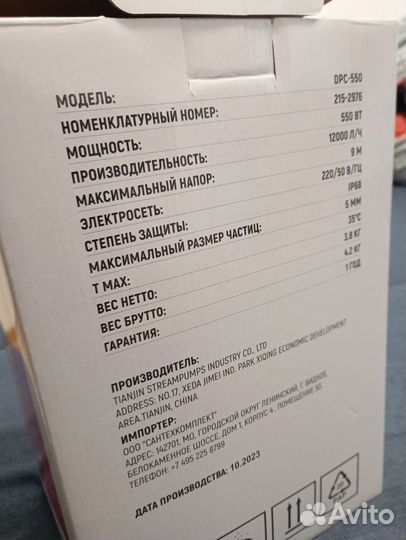 МОДЕЛЬ: DPC-550
НОМЕНКЛАТУРНЫЙ НОМЕР: 215-2976
МОЩНОСТЬ: 550 ВТ
ПРОИЗВОДИТЕЛЬНОСТЬ: 12000 Л/Ч
МАКСИМАЛЬНЫЙ НАПОР: 9 М
ЭЛЕКТРОСЕТЬ: 220/50 В/ГЦ
СТЕПЕНЬ ЗАЩИТЫ: IP68
МАКСИМАЛЬНЫЙ РАЗМЕР ЧАСТИЦ: 5 ММ
T MAX: 35°C
ВЕС НЕТТО: 3.8 КГ
ВЕС БРУТТО: 4.2 КГ
ГАРАНТИЯ: 1 ГОД
ПРОИЗВОДИТЕЛЬ:
TIANJIN STREAMPUMPS INDUSTRY CO., LTD
ADDRESS: NO.17, XEDA JIMEI IND. PARK XIQING ECONOMIC DEVELOPMENT
AREA.TIANJIN, CHINA
ИМПОРТЕР:
ООО "САНТЕХКОМПЛЕКТ"
АДРЕС: 142701, МО, ГОРОДСКОЙ ОКРУГ ЛЕНИНСКИЙ, Г. ВИДНОЕ,
БЕЛОКАМЕННОЕ ШОССЕ, ДОМ 1, КОРПУС 4, ПОМЕЩЕНИЕ 50.
ТЕЛЕФОН: +7 495 225 8799
ДАТА ПРОИЗВОДСТВА: 10.2023
20
PAP
Avito